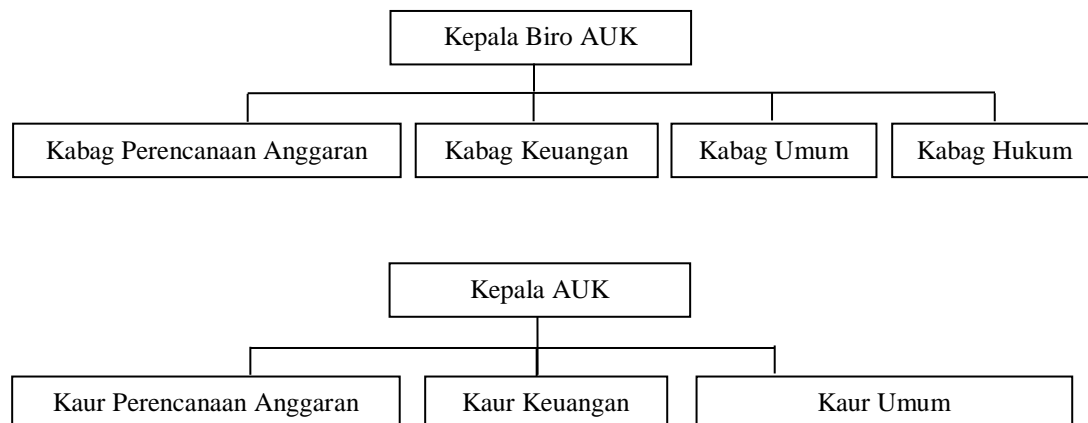 Kepala Biro AUK
Kabag Perencanaan Anggaran
Kabag Keuangan
Kabag Umum
Kabag Hukum
Kepala AUK
Kaur Perencanaan Anggaran
Kaur Keuangan
Kaur Umum